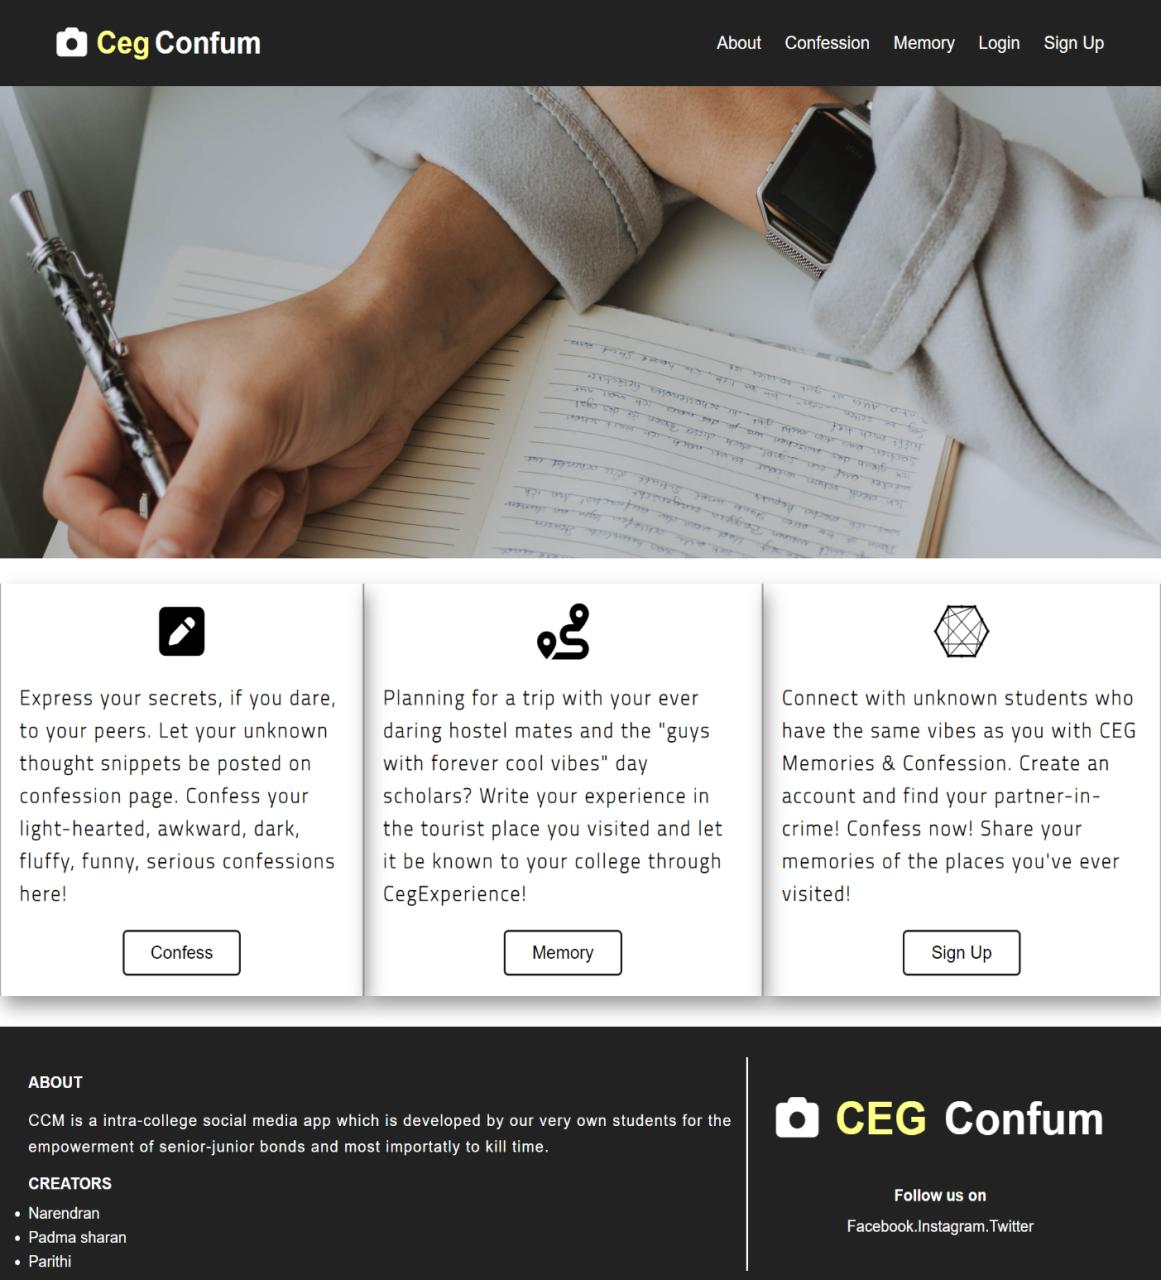 Ceg Confum
About Confession Memory Login Sign Up
Express your secrets, if you dare,
to your peers. Let your unknown
thought snippets be posted on
confession page. Confess your
light-hearted, awkward, dark,
fluffy, funny, serious confessions
here!
Confess
Planning for a trip with your ever
daring hostel mates and the "guys
with forever cool vibes" day
scholars? Write your experience in
the tourist place you visited and let
it be known to your college through
CegExperience!
Memory
Connect with unknown students who
have the same vibes as you with CEG
Memories & Confession. Create an
account and find your partner-in-
crime! Confess now! Share your
memories of the places you've ever
visited!
Sign Up
ABOUT
CCM is a intra-college social media app which is developed by our very own students for the
empowerment of senior-junior bonds and most importatly to kill time.
CREATORS
Narendran
Padma sharan
Parithi
CEG Confum
Follow us on
Facebook.Instagram.Twitter